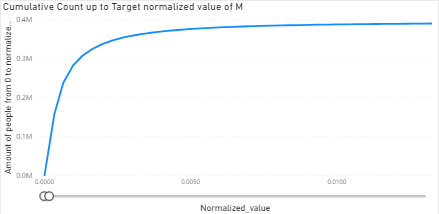 Cumulative Count up to Target normalized value of M
Amount of people from 0 to normalize...
0.4M
0.3M
0.2M
0.1M
0.0M
0.0000
0.0050
0.0100
Normalized_value